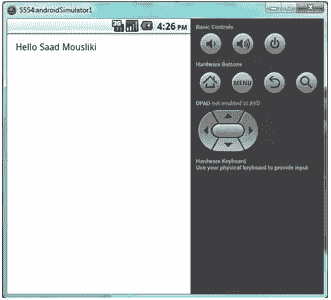 5554:androidSimulator1
3G
4:26 PM
Hello Saad Mousliki
Basic Controls
Hardware Buttons
MENU
DPAD not enabled in AVD
Hardware Keyboard
Use your physical keyboard to provide input